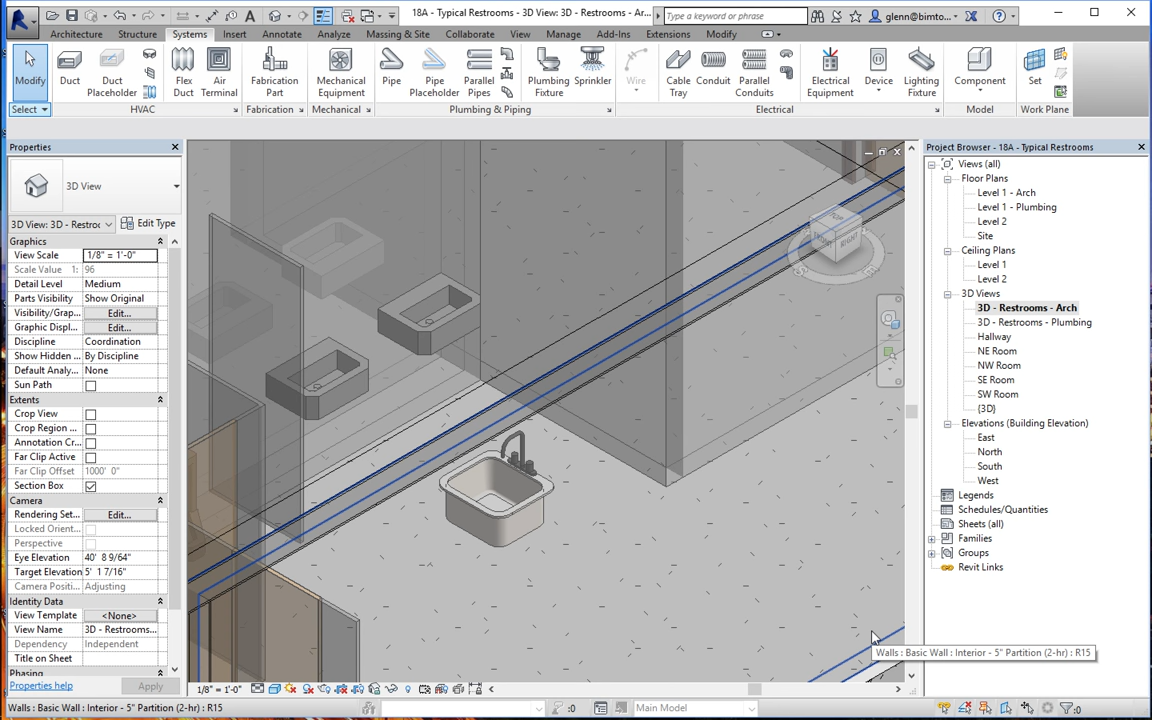 18A - Typical Restrooms - 3D View: 3D - Restrooms - Ar...
Type a keyword or phrase
glenn@bimto...
Architecture
Structure
Systems
Insert
Annotate
Analyze
Massing & Site
Collaborate
View
Manage
Add-Ins
Extensions
Modify
Modify
Duct
Duct Placeholder
Flex Duct
Air Terminal
Fabrication Part
Mechanical Equipment
Pipe
Pipe Placeholder
Parallel Pipes
Plumbing Fixture
Sprinkler
Wire
Cable Tray
Conduit
Parallel Conduits
Electrical Equipment
Device
Lighting Fixture
Component
Set
Select
HVAC
Fabrication
Mechanical
Plumbing & Piping
Electrical
Model
Work Plane
Properties
3D View
3D View: 3D - Restroo
Edit Type
Graphics
View Scale 1/8" = 1'-0"
Scale Value 1: 96
Detail Level Medium
Parts Visibility Show Original
Visibility/Grap... Edit...
Graphic Displ... Edit...
Discipline Coordination
Show Hidden ... By Discipline
Default Analy... None
Sun Path
Extents
Crop View
Crop Region ...
Annotation Cr...
Far Clip Active
Far Clip Offset 1000' 0"
Section Box
Camera
Rendering Set... Edit...
Locked Orient...
Perspective
Eye Elevation 40' 8 9/64"
Target Elevation 5' 1 7/16"
Camera Positi... Adjusting
Identity Data
View Template <None>
View Name 3D - Restrooms...
Dependency Independent
Title on Sheet
Phasing
Properties help
Apply
TOP
FRONT
RIGHT
Walls : Basic Wall : Interior - 5" Partition (2-hr) : R15
1/8" = 1'-0"
Project Browser - 18A - Typical Restrooms
Views (all)
Floor Plans
Level 1 - Arch
Level 1 - Plumbing
Level 2
Site
Ceiling Plans
Level 1
Level 2
3D Views
3D - Restrooms - Arch
3D - Restrooms - Plumbing
Hallway
NE Room
NW Room
SE Room
SW Room
{3D}
Elevations (Building Elevation)
East
North
South
West
Legends
Schedules/Quantities
Sheets (all)
Families
Groups
Revit Links
Walls : Basic Wall : Interior - 5" Partition (2-hr) : R15
:0
Main Model
:0